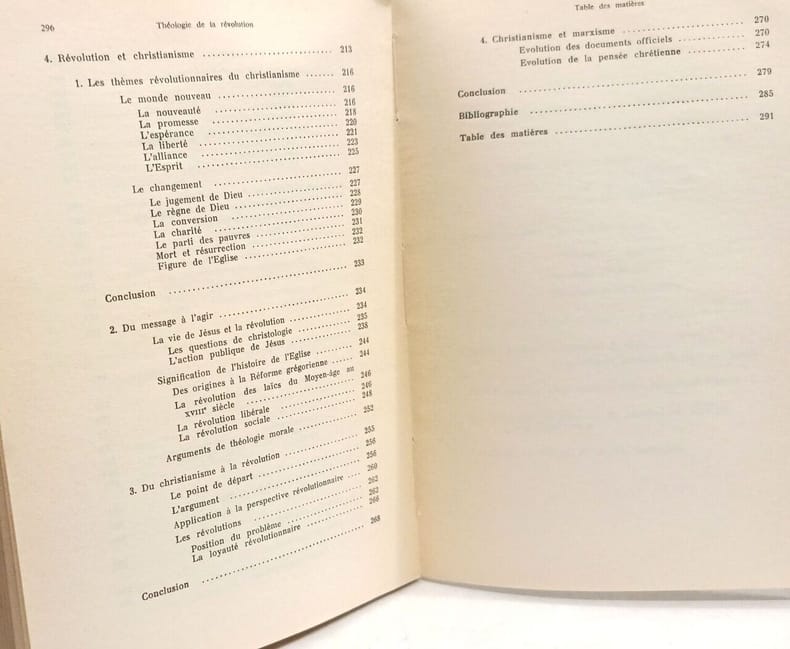 296
Théologie de la révolution
4. Révolution et christianisme .............................. 213
1. Les thèmes révolutionnaires du christianisme ....... 216
Le monde nouveau ........................... 216
La nouveauté ........................... 216
La promesse ........................... 218
L'espérance ........................... 220
La liberté ........................... 221
L'alliance ........................... 223
L'Esprit ........................... 225
Le changement ........................... 227
Le jugement de Dieu ........................... 227
Le règne de Dieu ........................... 228
La conversion ........................... 229
La charité ........................... 230
Le parti des pauvres ........................... 231
Mort et résurrection ........................... 232
Figure de l'Eglise ........................... 232
Conclusion ........................... 233
2. Du message à l'agir ........................... 234
La vie de Jésus et la révolution ........................... 234
Les questions de christologie ........................... 235
L'action publique de Jésus ........................... 238
Signification de l'histoire de l'Eglise ........................... 244
Des origines à la Réforme grégorienne ....... 244
La révolution des laïcs du Moyen-âge au
XVIIIe siècle ........................... 246
La révolution libérale ........................... 246
La révolution sociale ........................... 248
Arguments de théologie morale ........................... 252
3. Du christianisme à la révolution ........................... 255
Le point de départ ........................... 256
L'argument ........................... 256
Application à la perspective révolutionnaire ....... 260
Les révolutions ........................... 262
Position du problème ........................... 262
La loyauté révolutionnaire ........................... 266
Conclusion ........................... 268
Table des matières
4. Christianisme et marxisme ........................... 270
Evolution des documents officiels ........................... 270
Evolution de la pensée chrétienne ........................... 274
Conclusion ........................... 279
Bibliographie ........................... 285
Table des matières ........................... 291